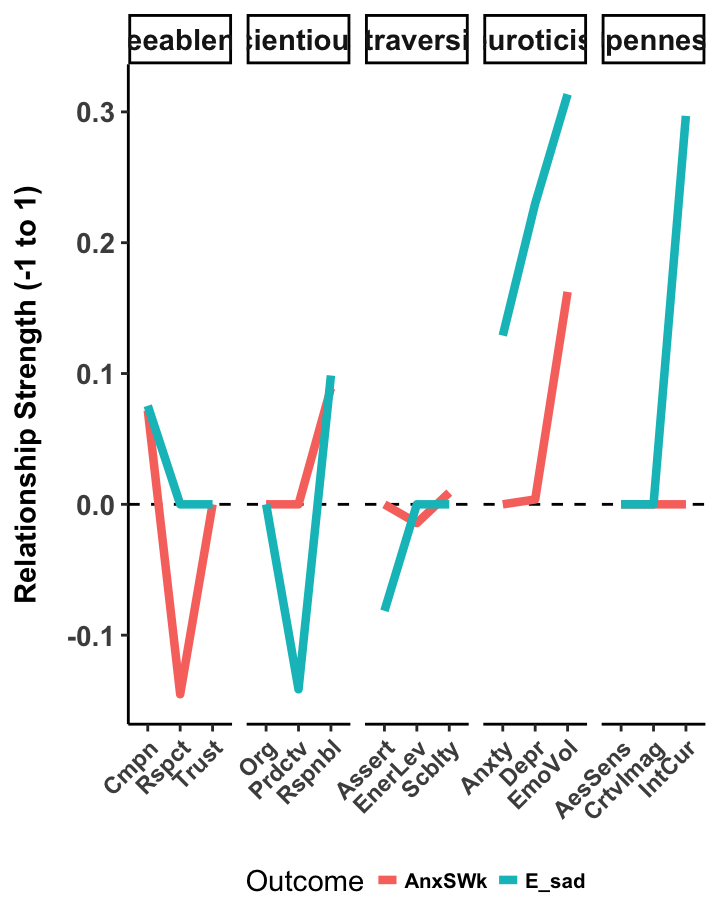 eeablen
cientiou
traversi
uroticis
pennes
Relationship Strength (-1 to 1)
0.3
0.2
0.1
0.0
-0.1
Cmpn
Rspct
Trust
Org
Prdctv
Rspnbl
Assert
EnerLev
Scblty
Anxty
Depr
EmoVol
AesSens
CrtvImag
IntCur
Outcome AnxSWk E_sad